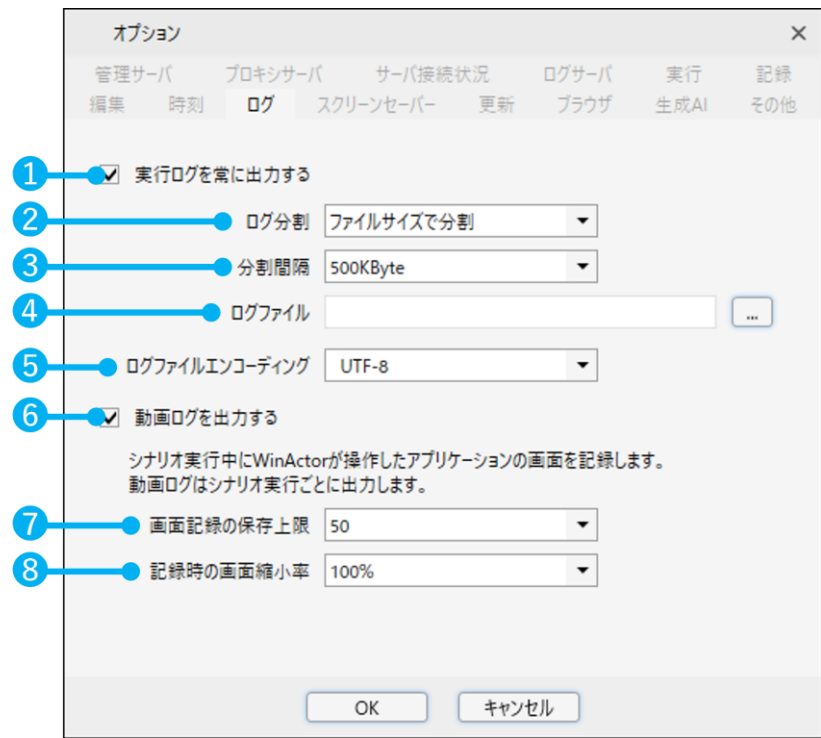 オプション ×
管理サーバ プロキシサーバ サーバ接続状況 ログサーバ 実行 記録
編集 時刻 ログ スクリーンセーバー 更新 ブラウザ 生成AI その他
1 実行ログを常に出力する
2 ログ分割 ファイルサイズで分割
3 分割間隔 500KByte
4 ログファイル ...
5 ログファイルエンコーディング UTF-8
6 動画ログを出力する
シナリオ実行中にWinActorが操作したアプリケーションの画面を記録します。
動画ログはシナリオ実行ごとに出力します。
7 画面記録の保存上限 50
8 記録時の画面縮小率 100%
OK キャンセル